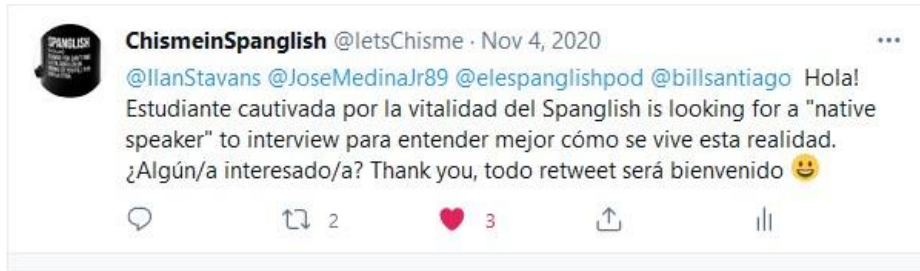 SPANGLISH
ChismeinSpanglish @letsChisme · Nov 4, 2020
@IlanStavans @JoseMedinaJr89 @elespanglishpod @billsantiago Hola!
Estudiante cautivada por la vitalidad del Spanglish is looking for a "native
speaker" to interview para entender mejor cómo se vive esta realidad.
¿Algún/a interesado/a? Thank you, todo retweet será bienvenido 😀
2 3